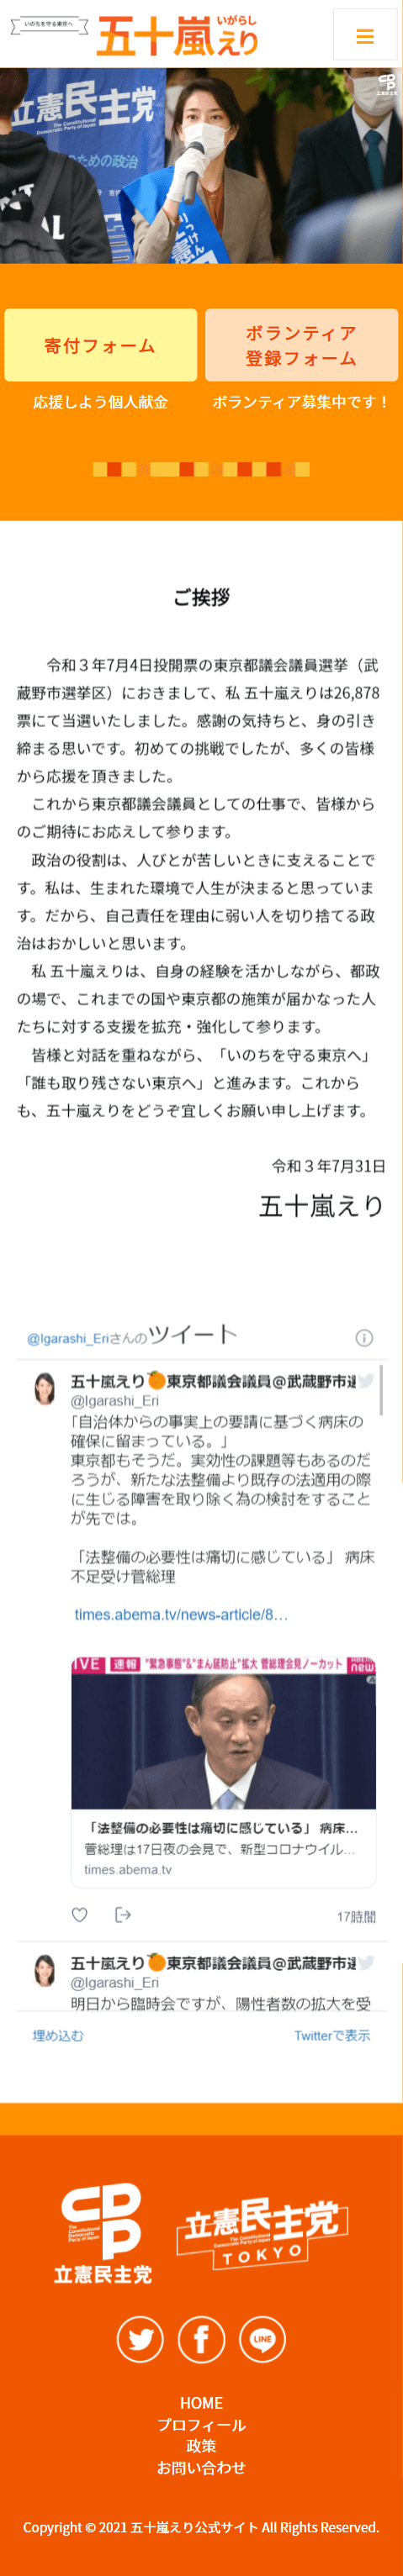 いのちを守る東京へ
五十嵐えり
いがらし
立憲民主党
The Constitutional
Democratic Party of Japan
ための政治
りっけん
立憲民主党
寄付フォーム
ボランティア
登録フォーム
応援しよう個人献金
ボランティア募集中です！
ご挨拶
令和３年7月4日投開票の東京都議会議員選挙（武
蔵野市選挙区）におきまして、私 五十嵐えりは26,878
票にて当選いたしました。感謝の気持ちと、身の引き
締まる思いです。初めての挑戦でしたが、多くの皆様
から応援を頂きました。
これから東京都議会議員としての仕事で、皆様から
のご期待にお応えして参ります。
政治の役割は、人びとが苦しいときに支えることで
す。私は、生まれた環境で人生が決まると思っていま
す。だから、自己責任を理由に弱い人を切り捨てる政
治はおかしいと思います。
私 五十嵐えりは、自身の経験を活かしながら、都政
の場で、これまでの国や東京都の施策が届かなった人
たちに対する支援を拡充・強化して参ります。
皆様と対話を重ねながら、「いのちを守る東京へ」
「誰も取り残さない東京へ」と進みます。これから
も、五十嵐えりをどうぞ宜しくお願い申し上げます。
令和３年7月31日
五十嵐えり
@Igarashi_Eriさんのツイート
五十嵐えり🍊東京都議会議員@武蔵野市選
@Igarashi_Eri
「自治体からの事実上の要請に基づく病床の
確保に留まっている。」
東京都もそうだ。実効性の課題等もあるのだ
ろうが、新たな法整備より既存の法適用の際
に生じる障害を取り除く為の検討をすること
が先では。
「法整備の必要性は痛切に感じている」 病床
不足受け菅総理
times.abema.tv/news-article/8…
LIVE 速報 "緊急事態"&"まん延防止"拡大 菅総理会見ノーカット
news
「法整備の必要性は痛切に感じている」 病床…
菅総理は17日夜の会見で、新型コロナウイル…
times.abema.tv
17時間
五十嵐えり🍊東京都議会議員@武蔵野市選
@Igarashi_Eri
明日から臨時会ですが、陽性者数の拡大を受
埋め込む
Twitterで表示
The Constitutional
Democratic Party of Japan
立憲民主党
立憲民主党
The Constitutional
Democratic Party of Japan
TOKYO
LINE
HOME
プロフィール
政策
お問い合わせ
Copyright © 2021 五十嵐えり公式サイト All Rights Reserved.